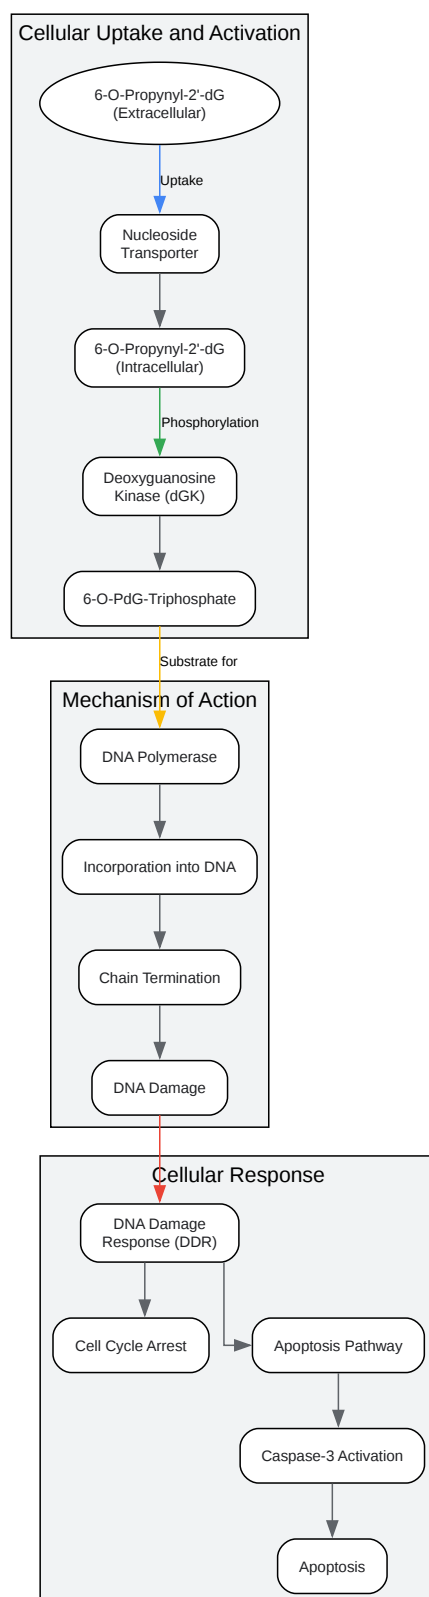 Cellular Uptake and Activation
6-O-Propynyl-2'-dG
(Extracellular)
Uptake
Nucleoside
Transporter
6-O-Propynyl-2'-dG
(Intracellular)
Phosphorylation
Deoxyguanosine
Kinase (dGK)
6-O-PdG-Triphosphate
Substrate for
Mechanism of Action
DNA Polymerase
Incorporation into DNA
Chain Termination
DNA Damage
Cellular Response
DNA Damage
Response (DDR)
Cell Cycle Arrest
Apoptosis Pathway
Caspase-3 Activation
Apoptosis